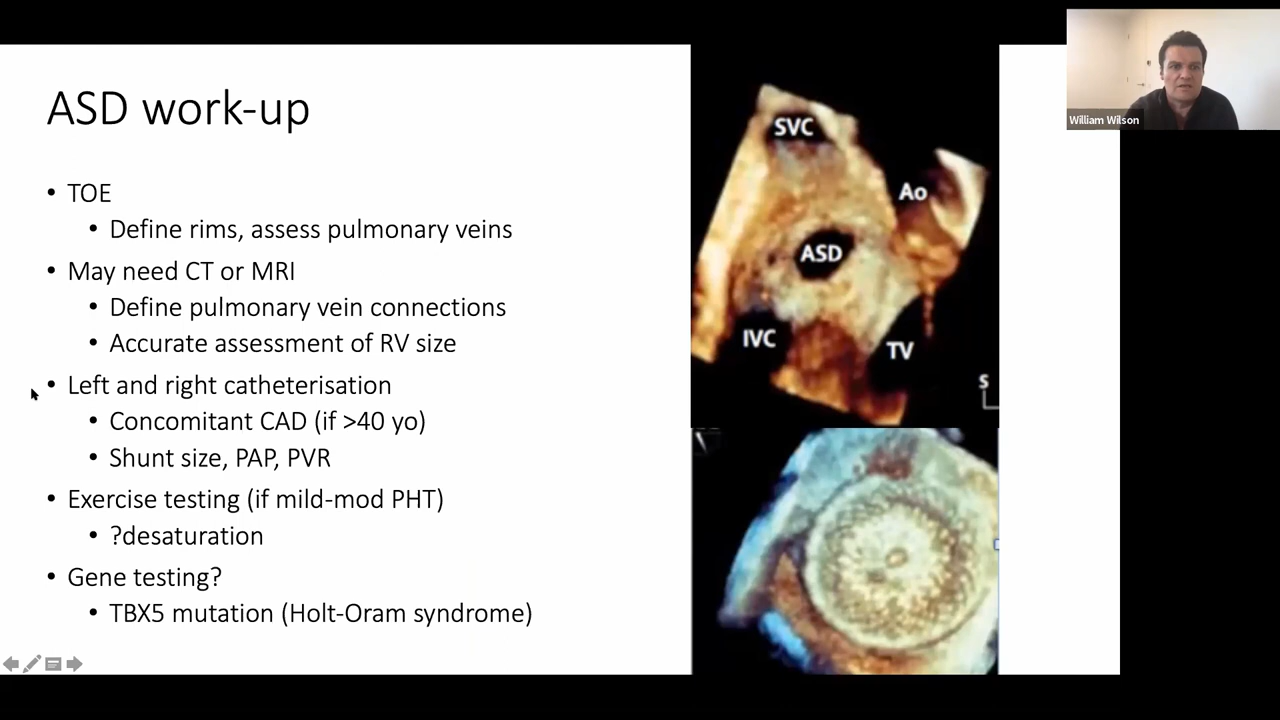 ASD work-up
• TOE
• Define rims, assess pulmonary veins
• May need CT or MRI
• Define pulmonary vein connections
• Accurate assessment of RV size
• Left and right catheterisation
• Concomitant CAD (if >40 yo)
• Shunt size, PAP, PVR
• Exercise testing (if mild-mod PHT)
• ?desaturation
• Gene testing?
• TBX5 mutation (Holt-Oram syndrome)
SVC
Ao
ASD
IVC
TV
S
William Wilson